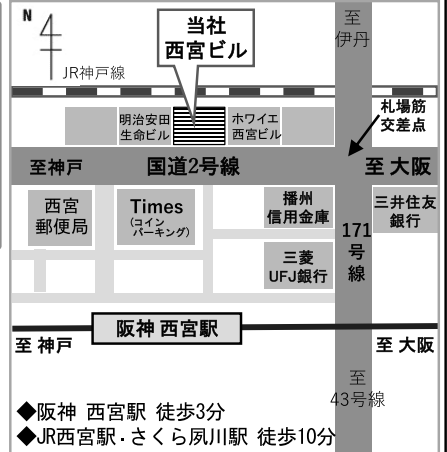 N
当社
西宮ビル
至
伊丹
JR神戸線
明治安田
生命ビル
ホワイエ
西宮ビル
札場筋
交差点
至神戸
国道2号線
至 大阪
西宮
郵便局
Times
(コイン
パーキング)
播州
信用金庫
三井住友
銀行
171
号
線
三菱
UFJ銀行
阪神 西宮駅
至 神戸
至 大阪
至
43号線
◆阪神 西宮駅 徒歩3分
◆JR西宮駅・さくら夙川駅 徒歩10分